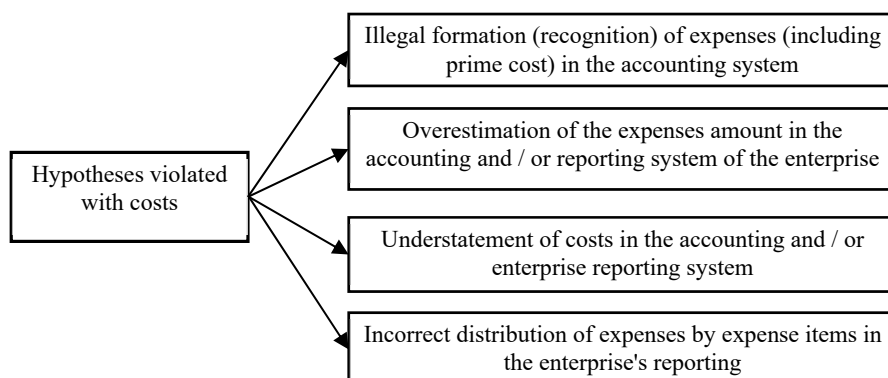 Illegal formation (recognition) of expenses (including
prime cost) in the accounting system
Overestimation of the expenses amount in the
accounting and / or reporting system of the enterprise
Hypotheses violated
with costs
Understatement of costs in the accounting and / or
enterprise reporting system
Incorrect distribution of expenses by expense items in
the enterprise's reporting